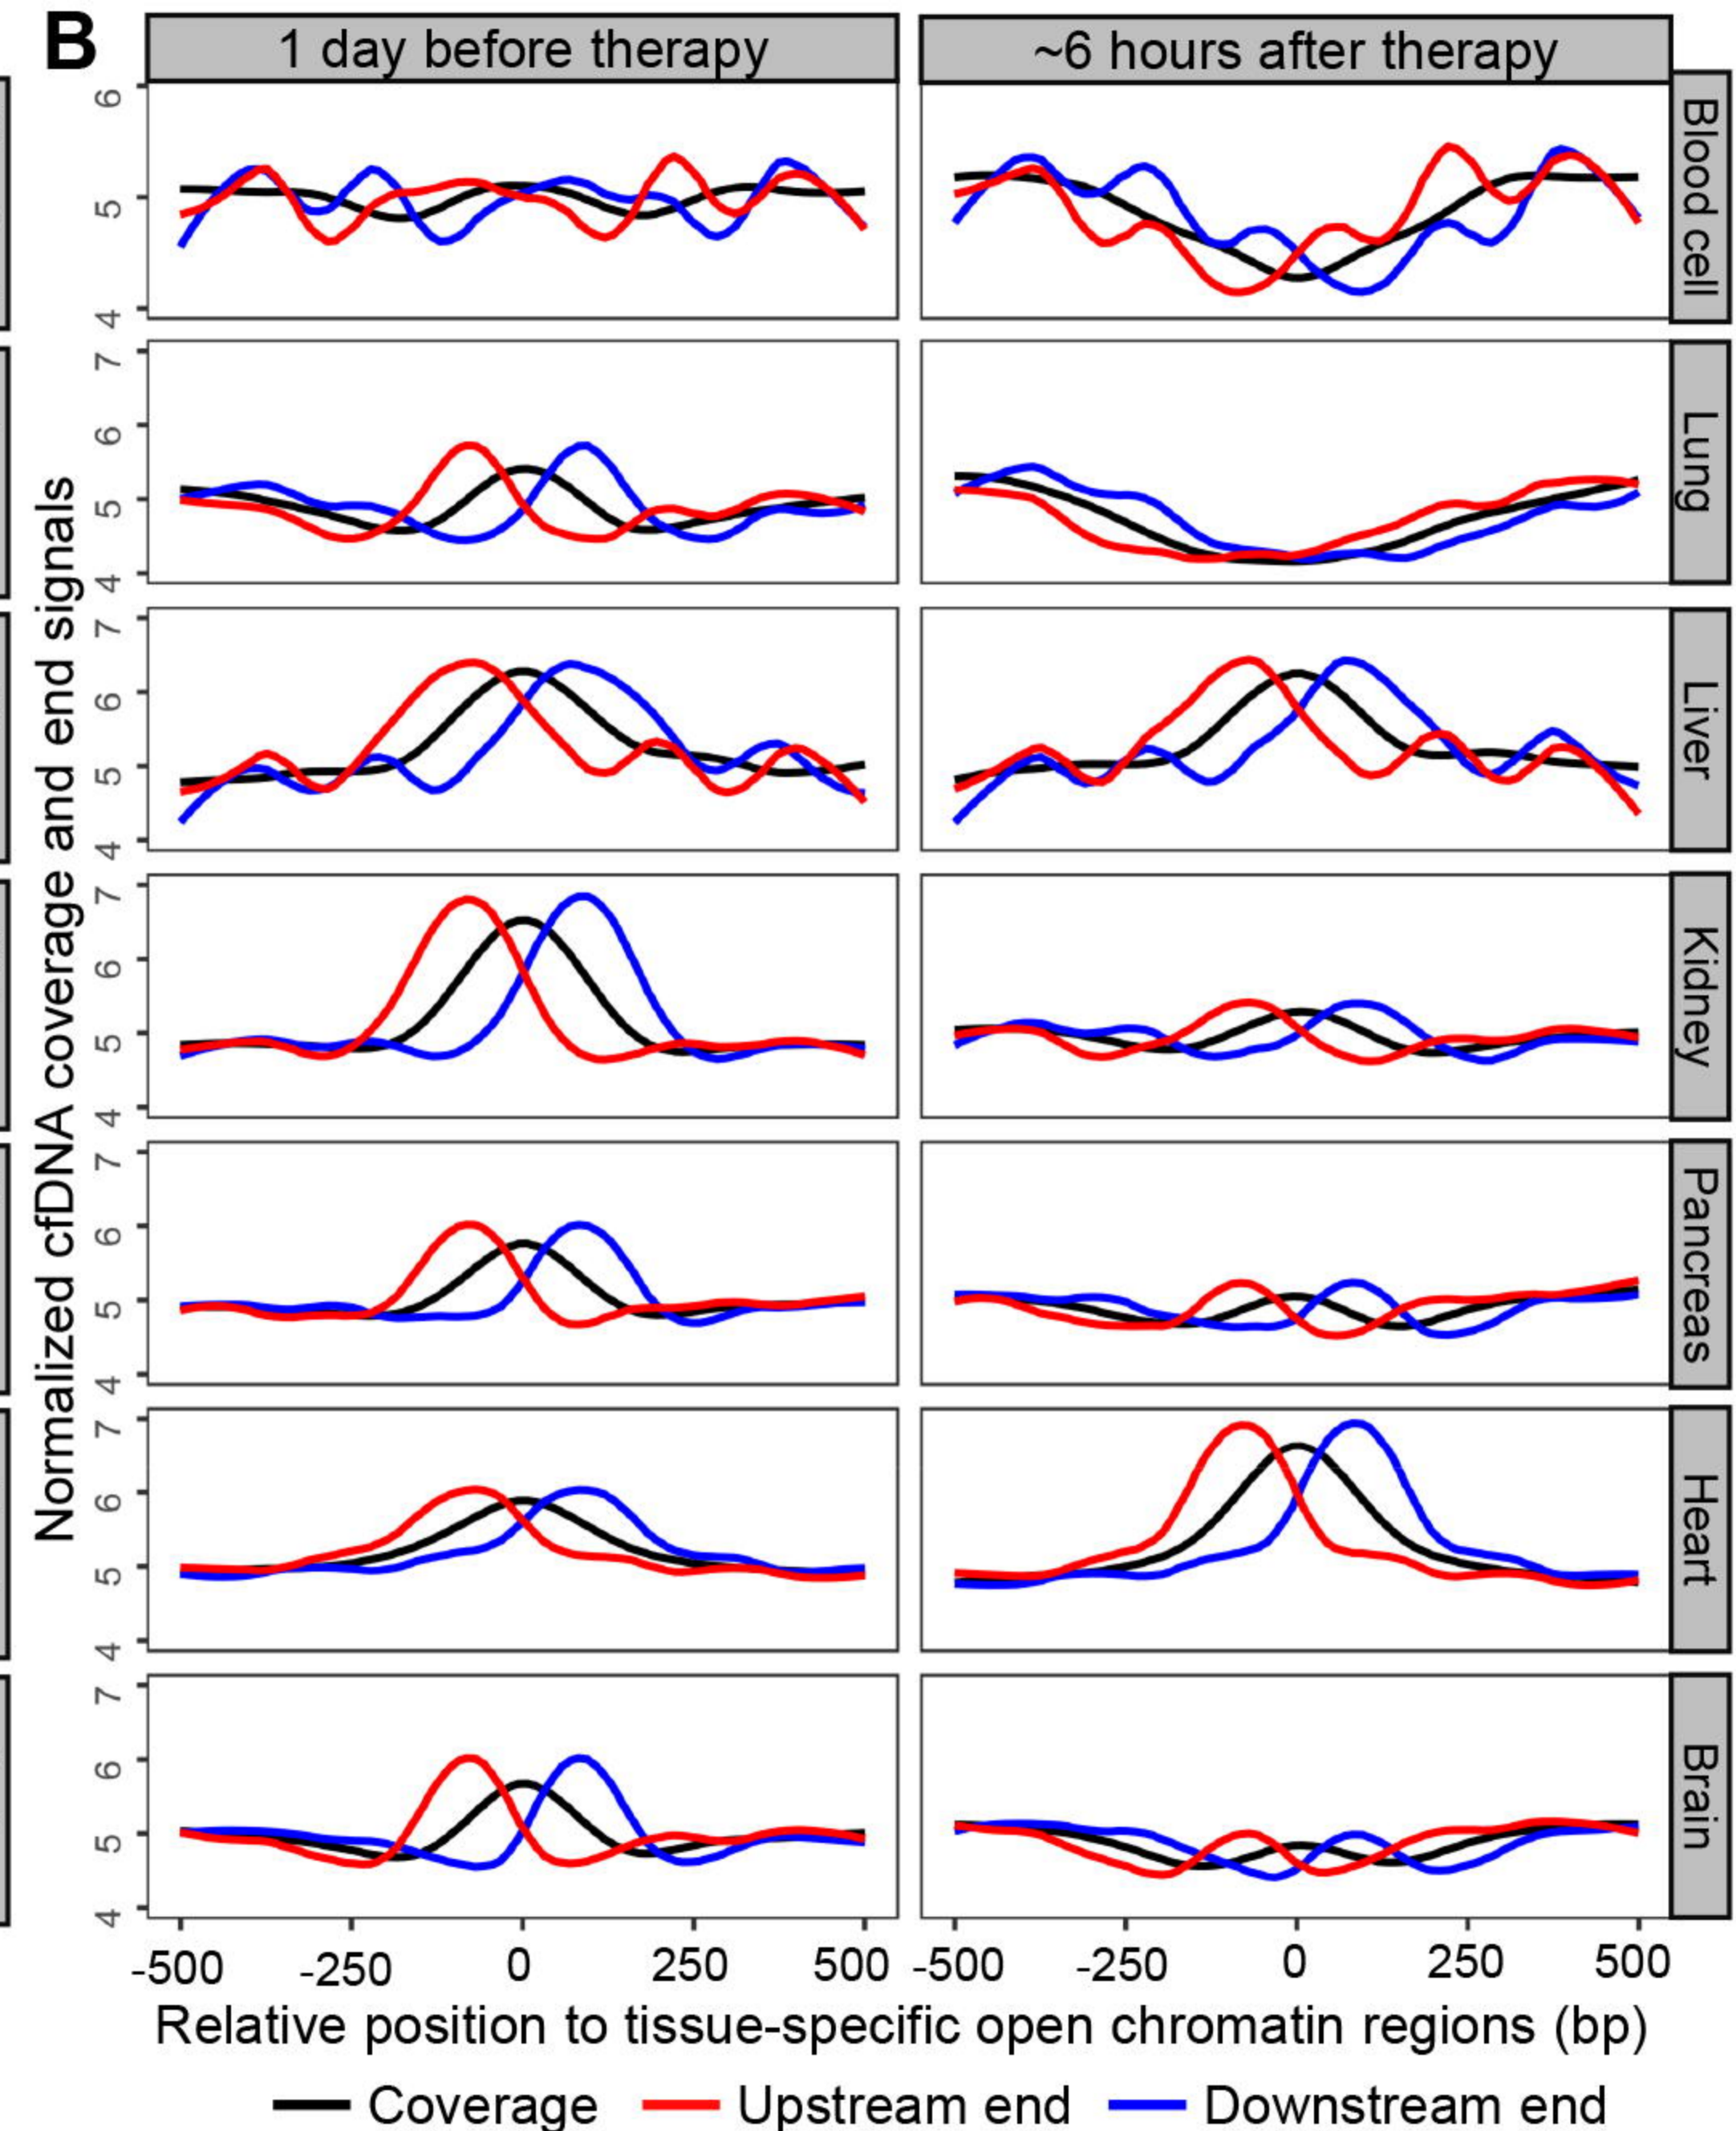 B
1 day before therapy
~6 hours after therapy
Normalized cfDNA coverage and end signals
6
5
4
Blood cell
7
6
5
4
Lung
7
6
5
4
Liver
7
6
5
4
Kidney
7
6
5
4
Pancreas
7
6
5
4
Heart
7
6
5
4
Brain
-500 -250 0 250 500 -500 -250 0 250 500
Relative position to tissue-specific open chromatin regions (bp)
Coverage Upstream end Downstream end